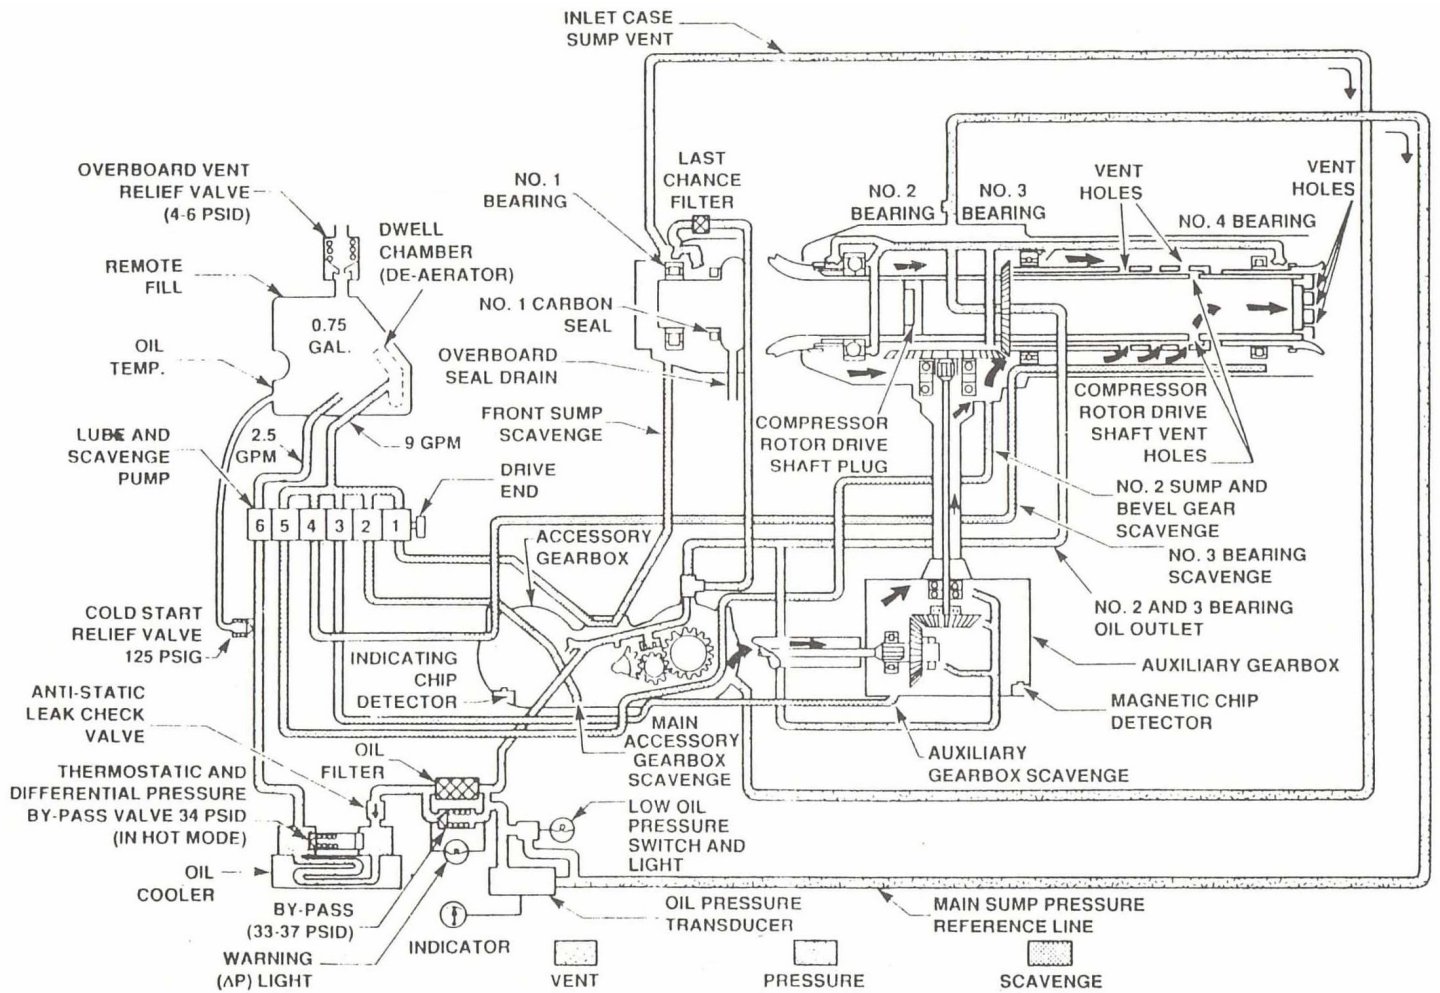 INLET CASE
SUMP VENT
OVERBOARD VENT
RELIEF VALVE
(4-6 PSID)
DWELL
CHAMBER
(DE-AERATOR)
REMOTE
FILL
0.75
GAL.
OIL
TEMP.
NO. 1
BEARING
LAST
CHANCE
FILTER
NO. 2
BEARING
NO. 3
BEARING
VENT
HOLES
VENT
HOLES
NO. 4 BEARING
NO. 1 CARBON
SEAL
OVERBOARD
SEAL DRAIN
FRONT SUMP
SCAVENGE
LUBE AND
SCAVENGE
PUMP
2.5
GPM
9 GPM
DRIVE
END
6 5 4 3 2 1
COMPRESSOR
ROTOR DRIVE
SHAFT PLUG
COMPRESSOR
ROTOR DRIVE
SHAFT VENT
HOLES
NO. 2 SUMP AND
BEVEL GEAR
SCAVENGE
NO. 3 BEARING
SCAVENGE
NO. 2 AND 3 BEARING
OIL OUTLET
ACCESSORY
GEARBOX
COLD START
RELIEF VALVE
125 PSIG
INDICATING
CHIP
DETECTOR
AUXILIARY GEARBOX
MAGNETIC CHIP
DETECTOR
ANTI-STATIC
LEAK CHECK
VALVE
OIL
FILTER
MAIN
ACCESSORY
GEARBOX
SCAVENGE
AUXILIARY
GEARBOX SCAVENGE
THERMOSTATIC AND
DIFFERENTIAL PRESSURE
BY-PASS VALVE 34 PSID
(IN HOT MODE)
LOW OIL
PRESSURE
SWITCH AND
LIGHT
OIL
COOLER
BY-PASS
(33-37 PSID)
WARNING
(ΔP) LIGHT
INDICATOR
OIL PRESSURE
TRANSDUCER
MAIN SUMP PRESSURE
REFERENCE LINE
VENT
PRESSURE
SCAVENGE